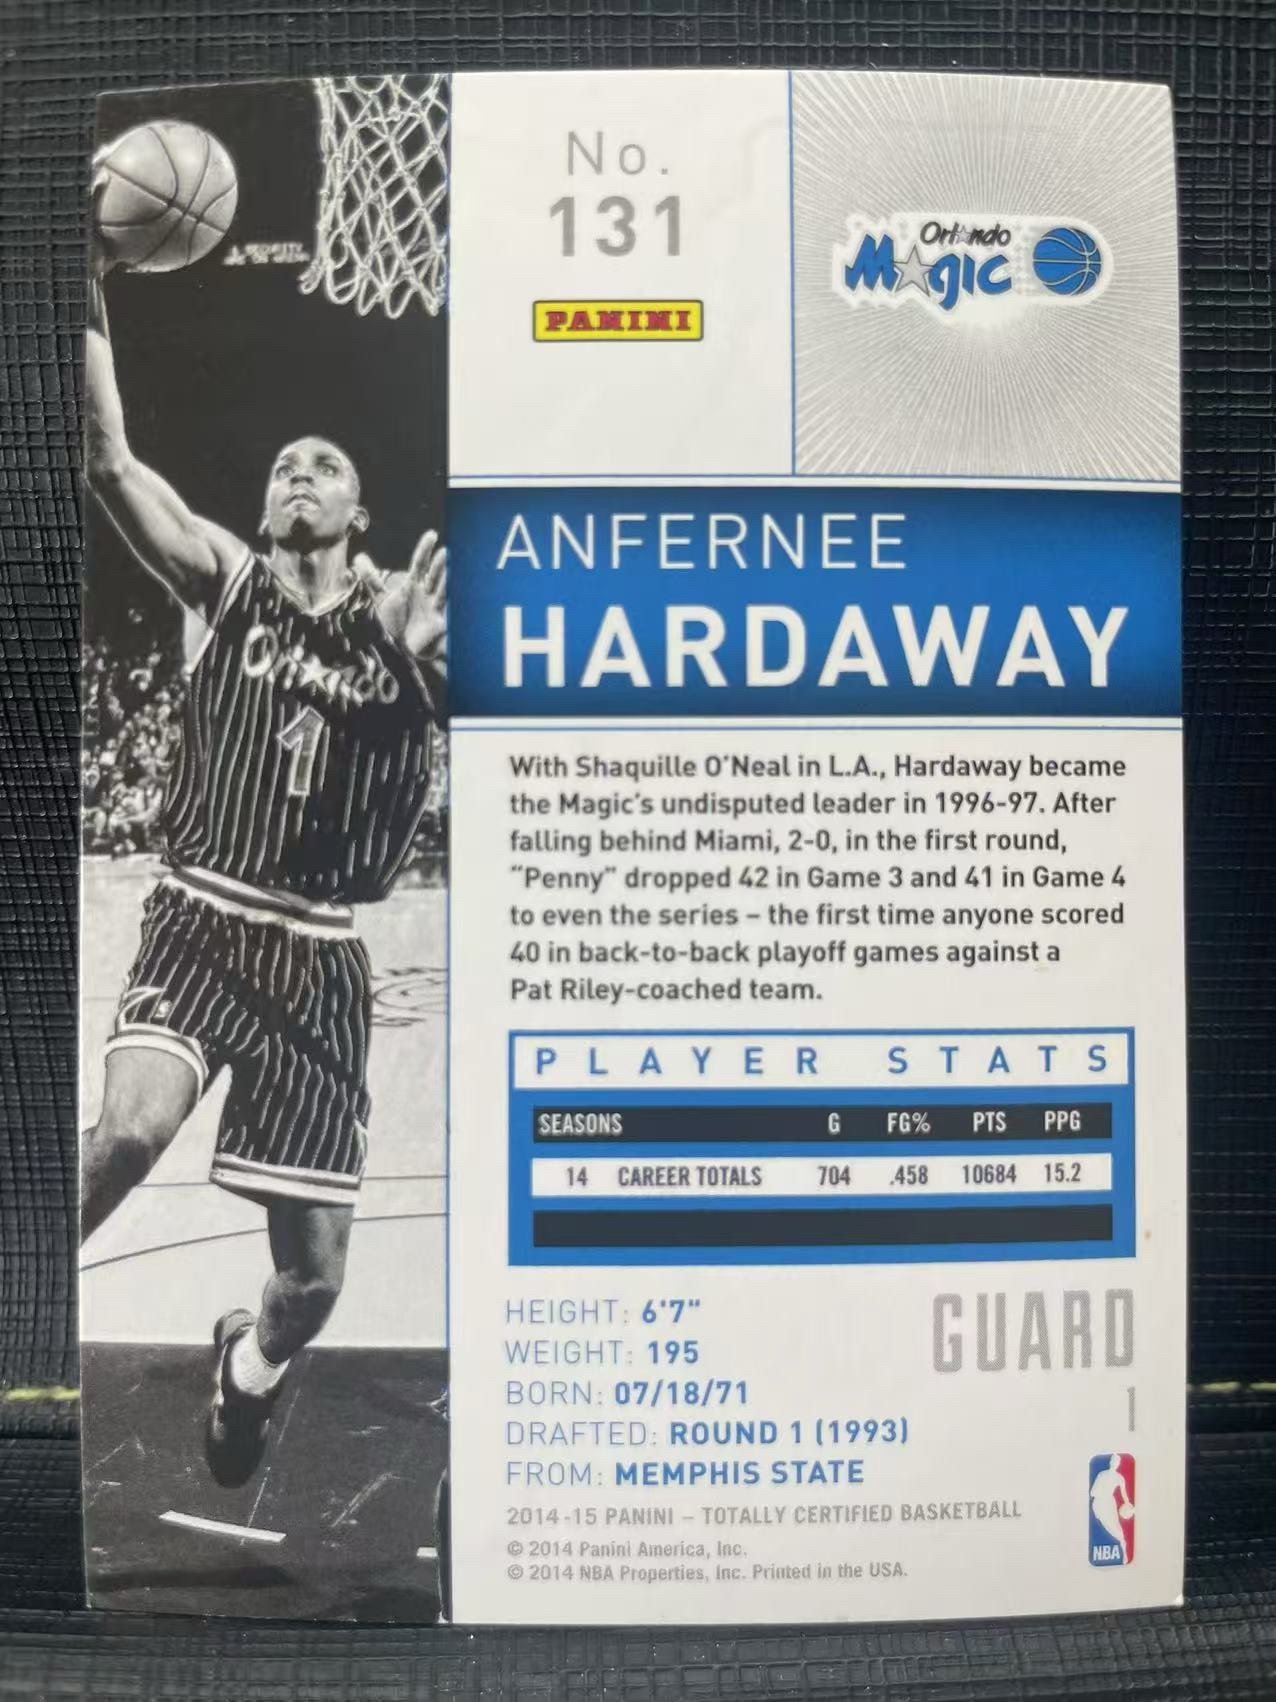 No.
131
PANINI
Orlando
Magic
ANFERNEE
HARDAWAY
Orlando
1
With Shaquille O'Neal in L.A., Hardaway became
the Magic's undisputed leader in 1996-97. After
falling behind Miami, 2-0, in the first round,
"Penny" dropped 42 in Game 3 and 41 in Game 4
to even the series – the first time anyone scored
40 in back-to-back playoff games against a
Pat Riley-coached team.
PLAYER STATS
SEASONS G FG% PTS PPG
14 CAREER TOTALS 704 .458 10684 15.2
HEIGHT: 6'7"
WEIGHT: 195
BORN: 07/18/71
DRAFTED: ROUND 1 (1993)
FROM: MEMPHIS STATE
GUARD
1
2014-15 PANINI – TOTALLY CERTIFIED BASKETBALL
© 2014 Panini America, Inc.
© 2014 NBA Properties, Inc. Printed in the USA.
NBA